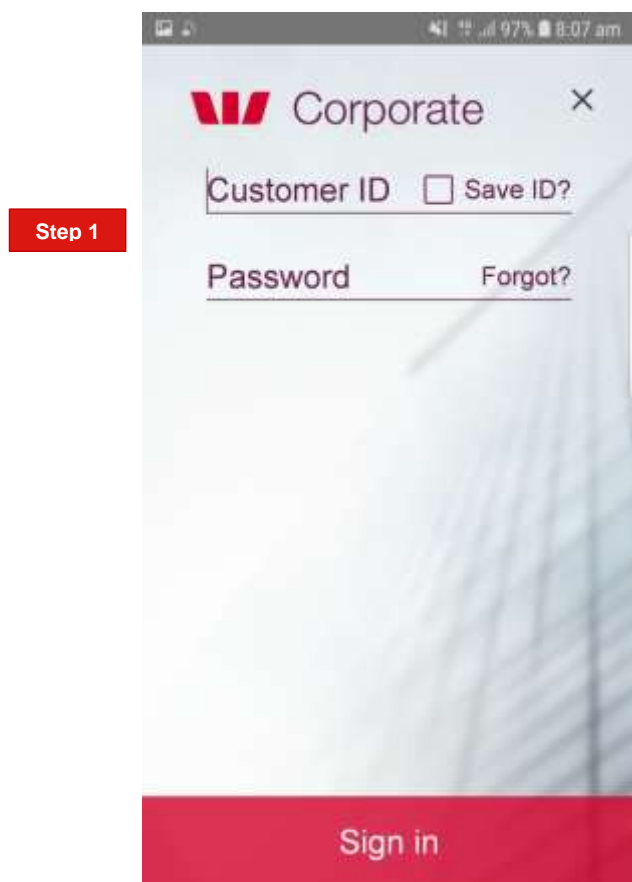 97% 8:07 am
Corporate
Customer ID Save ID?
Step 1
Password Forgot?
Sign in